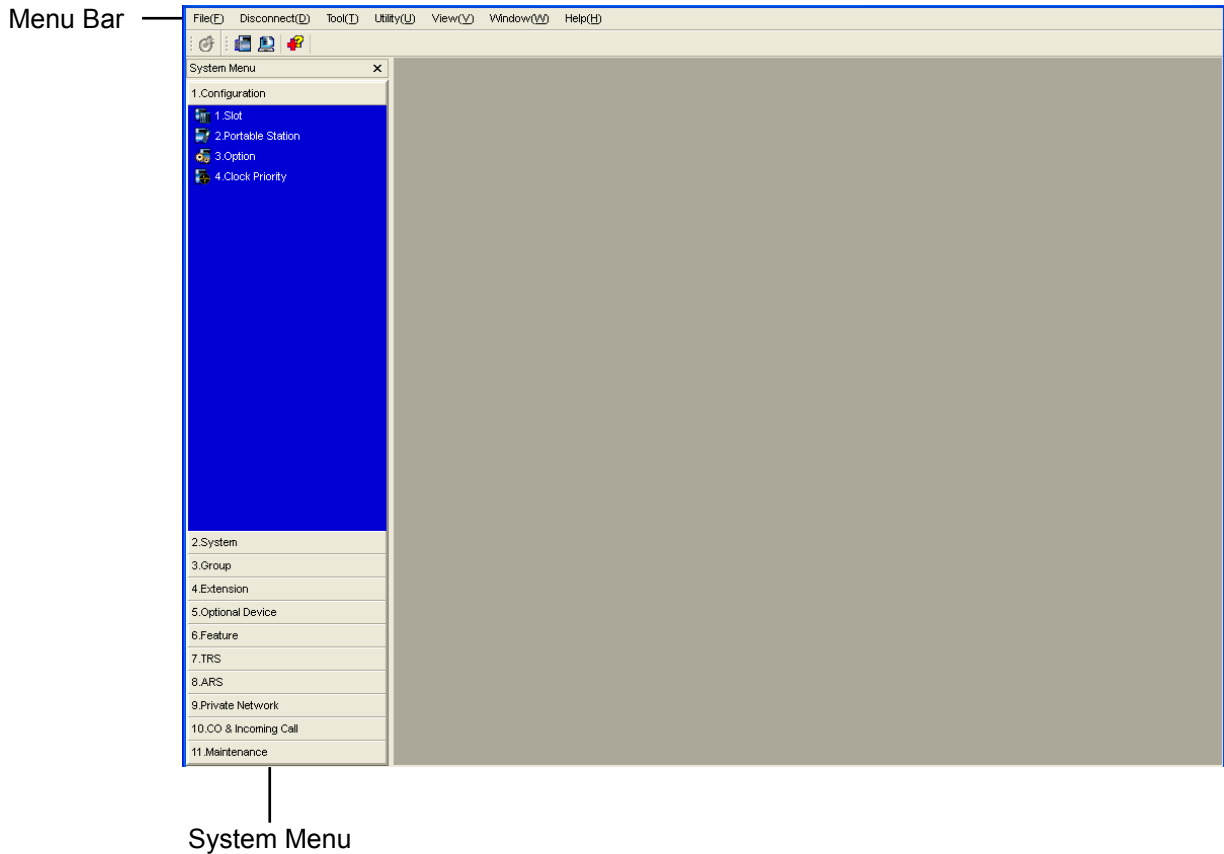 Menu Bar
File(F) Disconnect(D) Tool(T) Utility(U) View(V) Window(W) Help(H)
System Menu
1.Configuration
1.Slot
2.Portable Station
3.Option
4.Clock Priority
2.System
3.Group
4.Extension
5.Optional Device
6.Feature
7.TRS
8.ARS
9.Private Network
10.CO & Incoming Call
11.Maintenance
System Menu